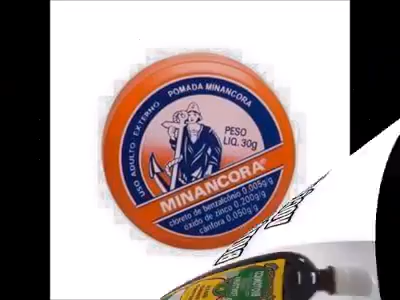 USO ADULTO EXTERNO
POMADA MINANCORA
PESO
LIQ. 30g
MINANCORA®
cloreto de benzalcônio 0,005g/g
óxido de zinco 0,200g/g
cânfora 0,050g/g